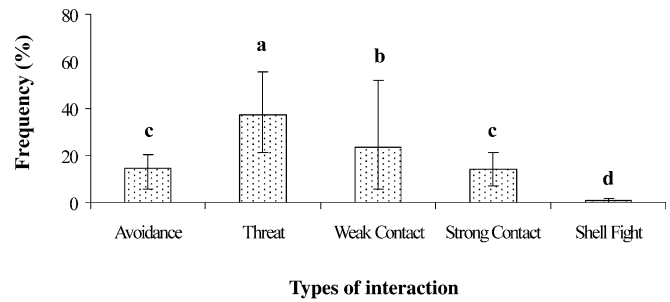 80
60
40
20
0
Frequency (%)
c
a
b
c
d
Avoidance Threat Weak Contact Strong Contact Shell Fight
Types of interaction